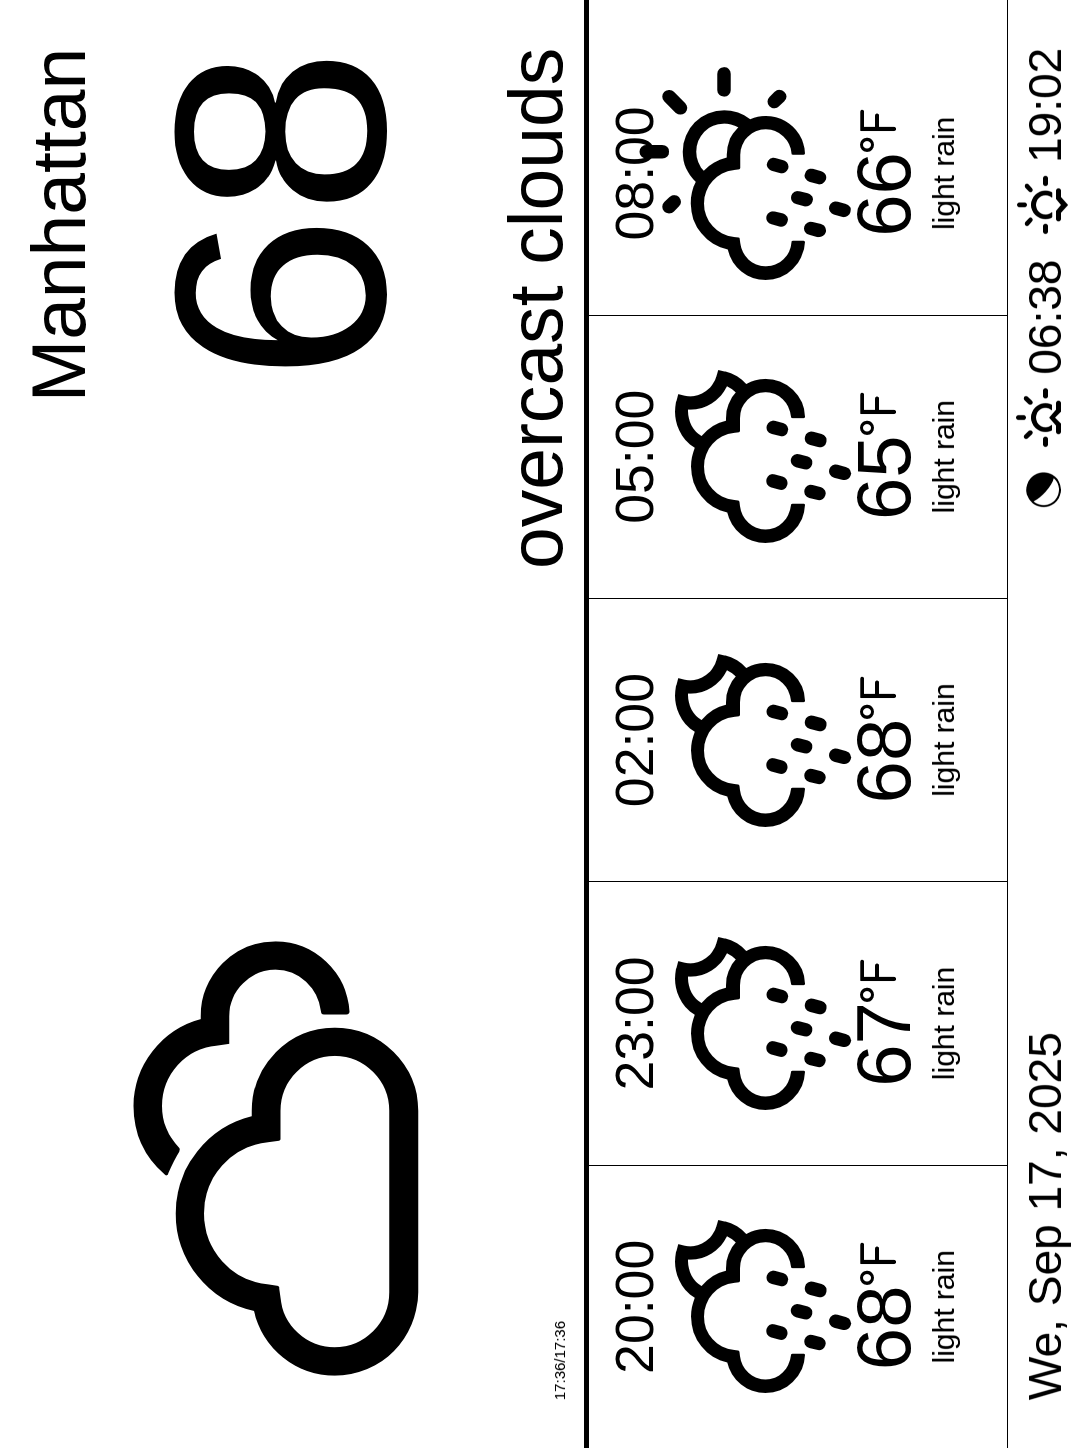 Manhattan
68
17:36/17:36 overcast clouds
20:00 23:00 02:00 05:00 08:00
68°F 67°F 68°F 65°F 66°F
light rain light rain light rain light rain light rain
We, Sep 17, 2025 06:38 19:02